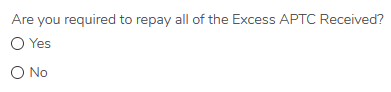 Are you required to repay all of the Excess APTC Received?
Yes
No